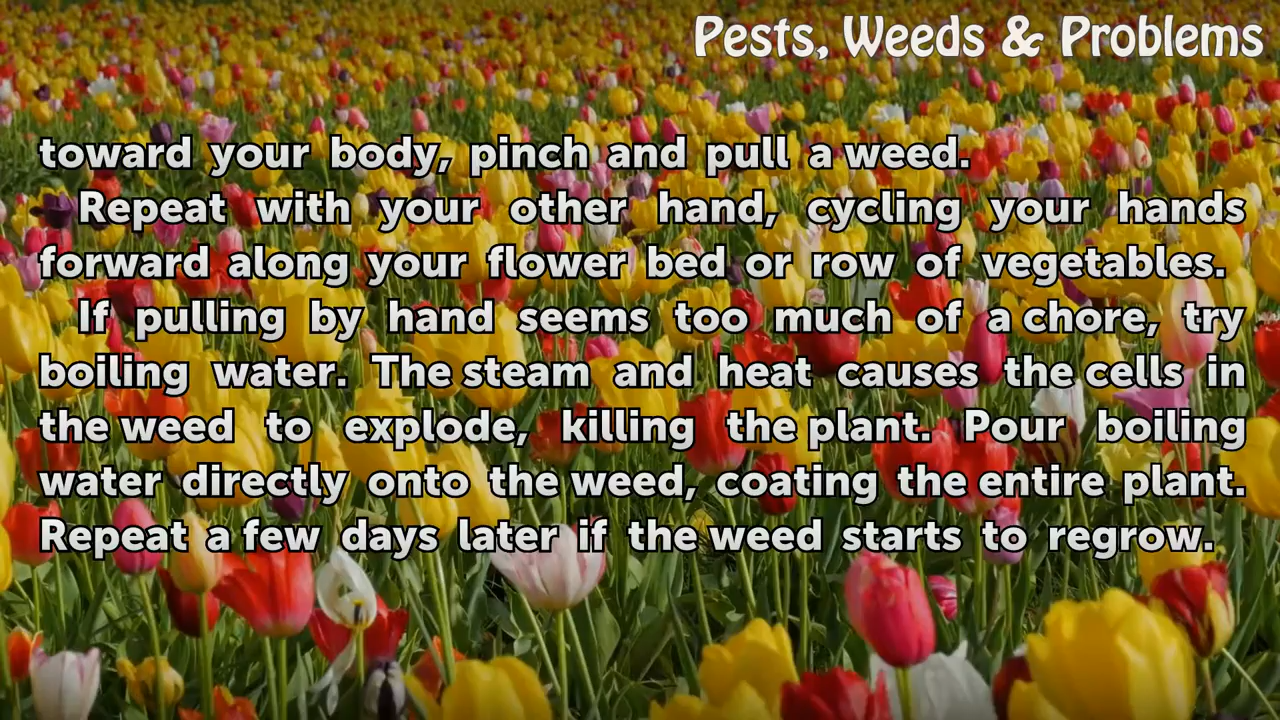 Pests, Weeds & Problems
toward your body, pinch and pull a weed.
Repeat with your other hand, cycling your hands
forward along your flower bed or row of vegetables.
If pulling by hand seems too much of a chore, try
boiling water. The steam and heat causes the cells in
the weed to explode, killing the plant. Pour boiling
water directly onto the weed, coating the entire plant.
Repeat a few days later if the weed starts to regrow.